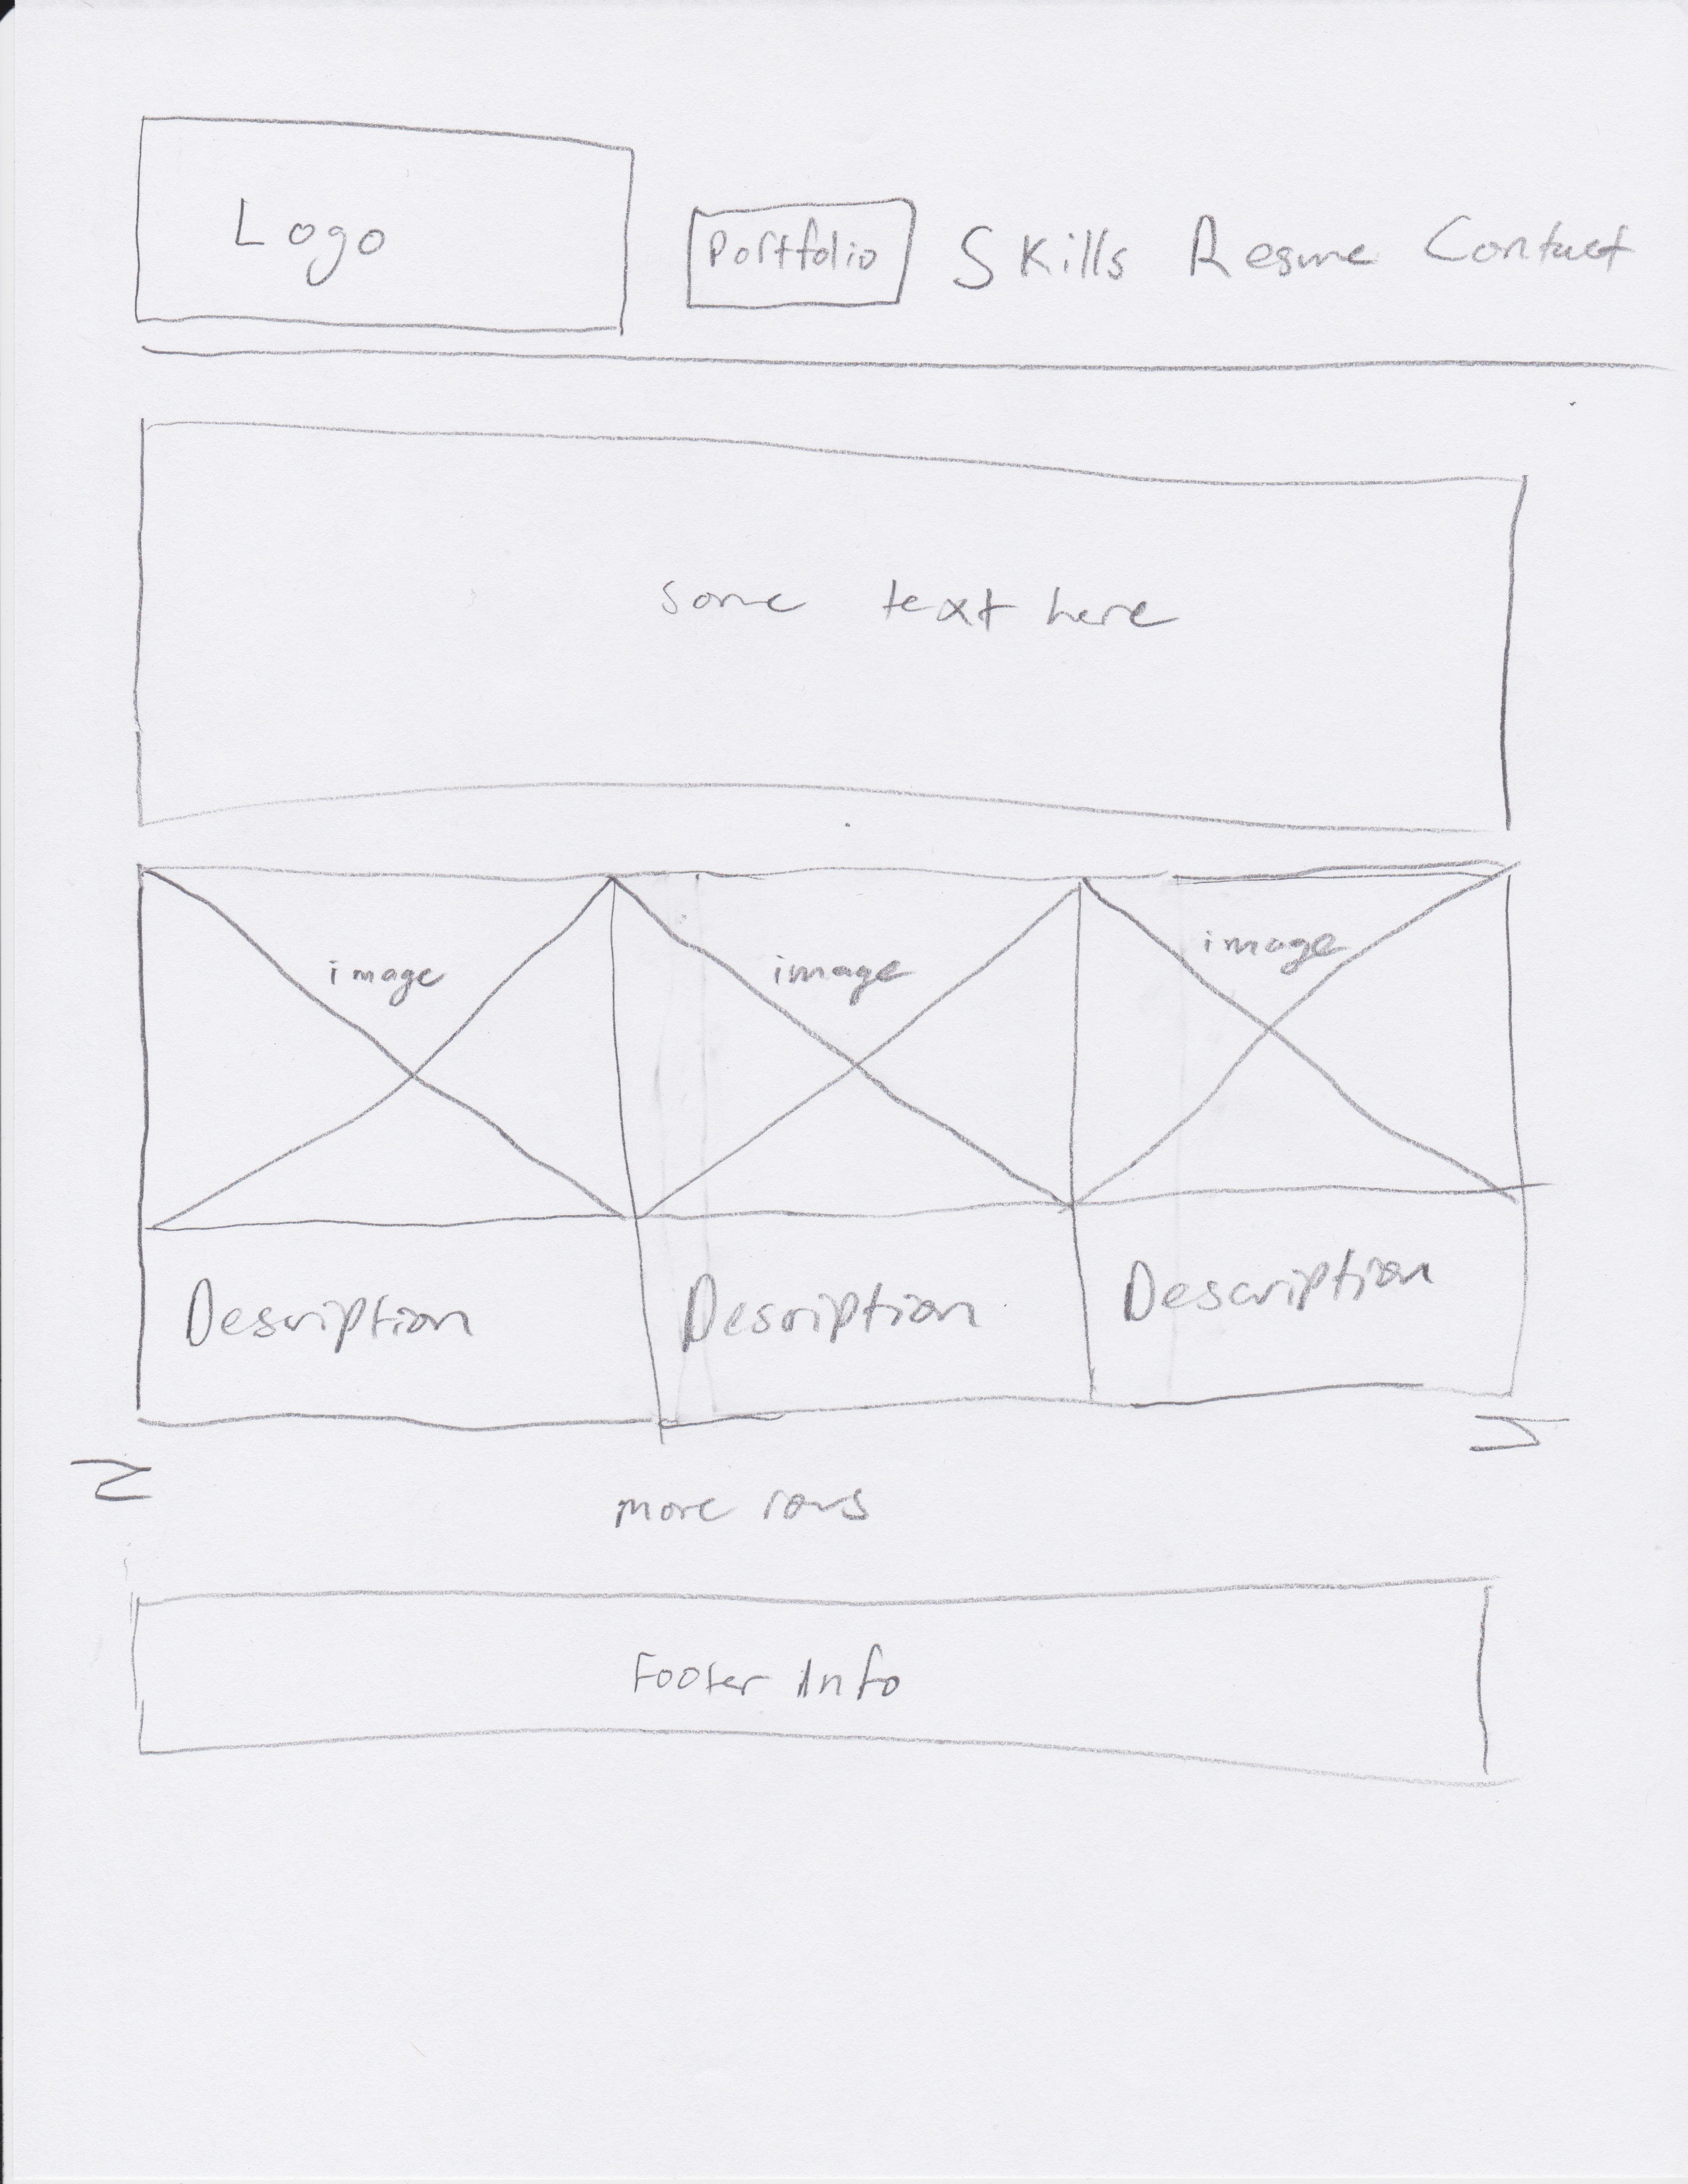 Logo
Portfolio Skills Resume Contact
some text here
image image image
Description Description Description
more rows
Footer Info